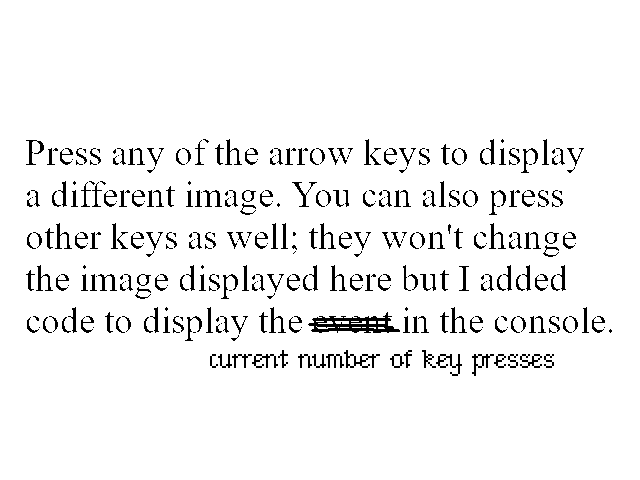 Press any of the arrow keys to display
a different image. You can also press
other keys as well; they won't change
the image displayed here but I added
code to display the event in the console.
current number of key presses